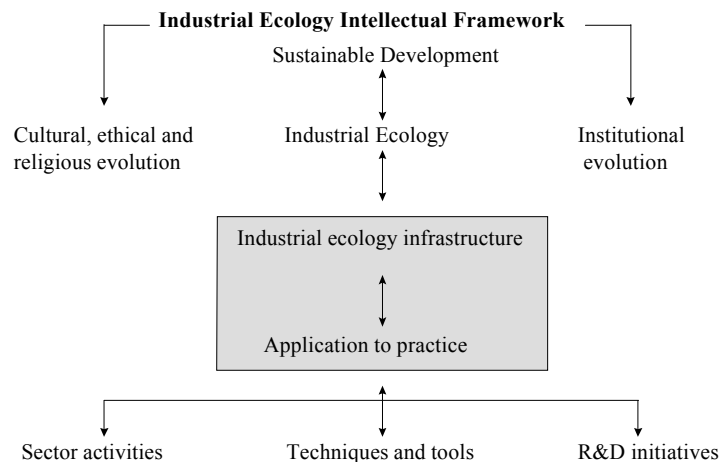 Industrial Ecology Intellectual Framework
Sustainable Development
Cultural, ethical and
religious evolution
Industrial Ecology
Institutional
evolution
Industrial ecology infrastructure
Application to practice
Sector activities
Techniques and tools
R&D initiatives